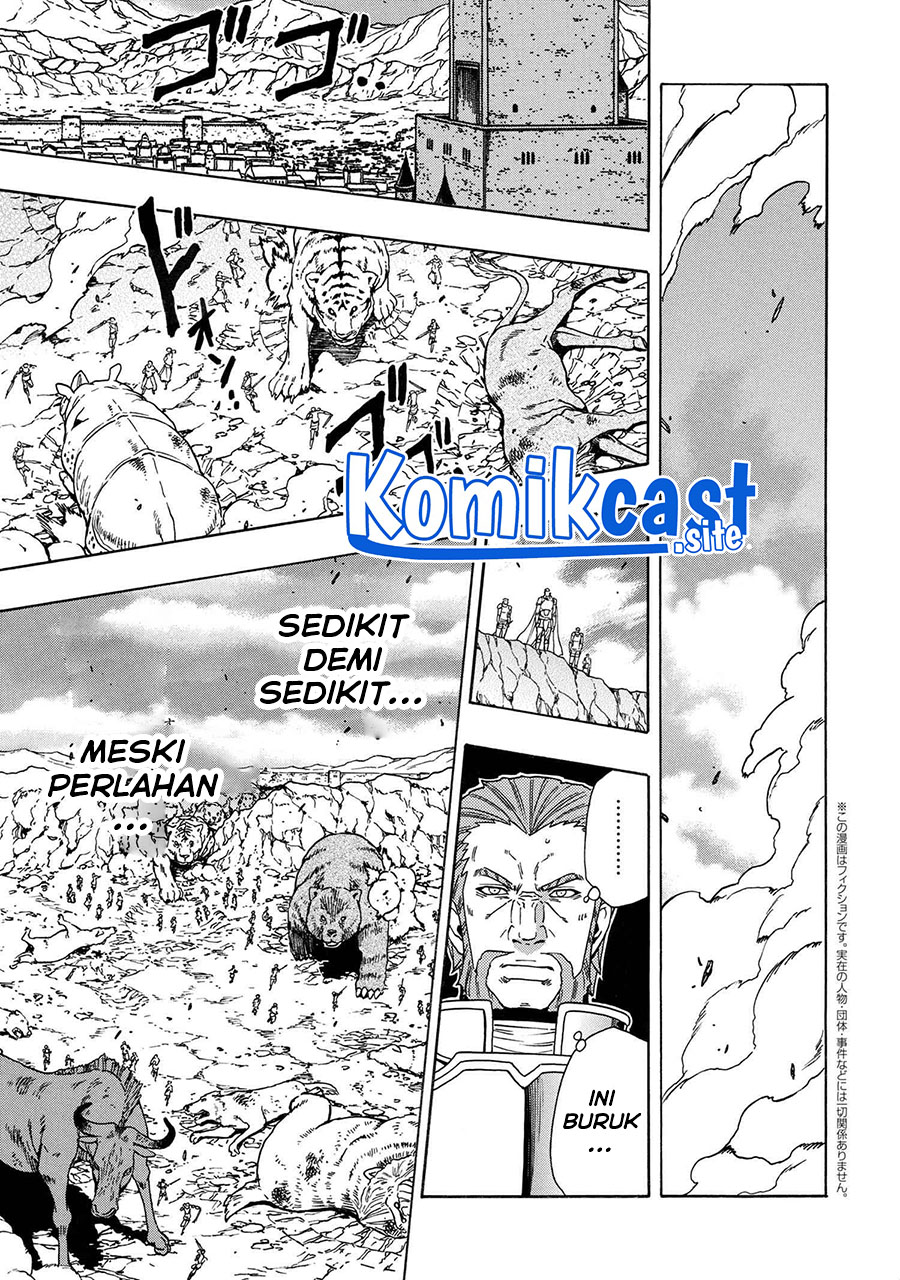 ゴゴ
ドォ
ズズ
Komikcast
.site
SEDIKIT
DEMI
SEDIKIT...
MESKI
PERLAHAN
...
INI
BURUK
...
※この漫画はフィクションです。実在の人物・団体・事件などには一切関係ありません。